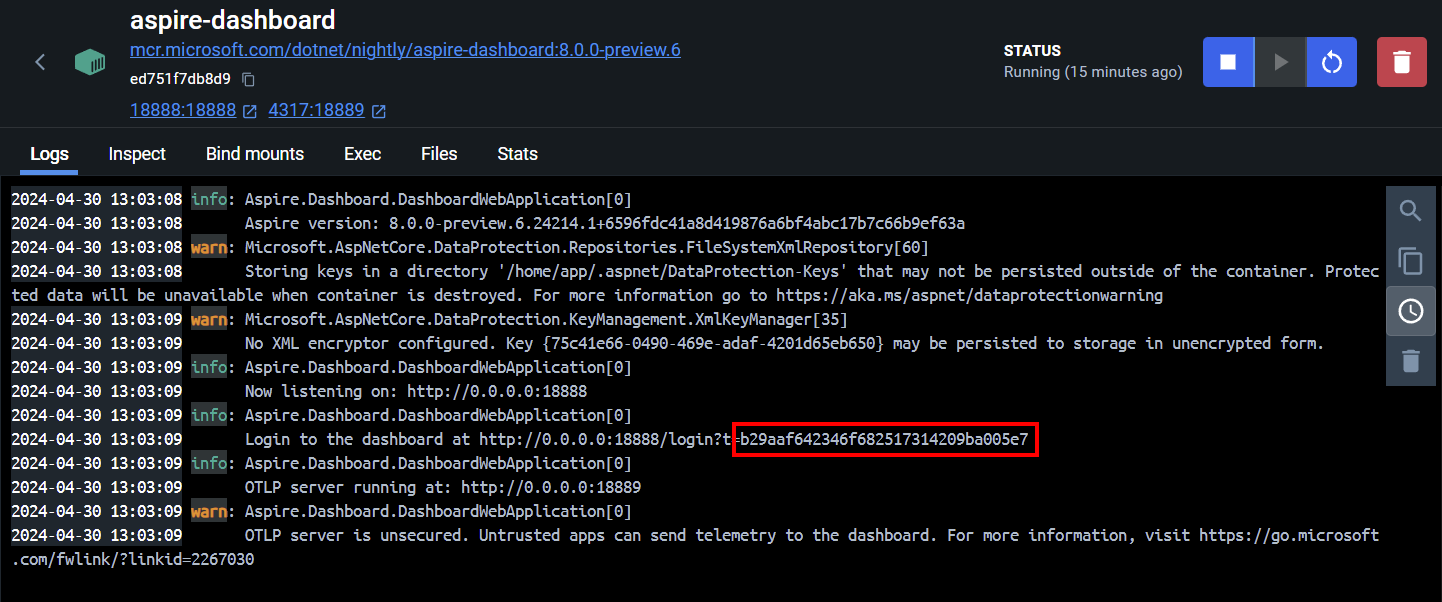 aspire-dashboard
mcr.microsoft.com/dotnet/nightly/aspire-dashboard:8.0.0-preview.6
ed751f7db8d9
18888:18888 4317:18889
STATUS
Running (15 minutes ago)
Logs Inspect Bind mounts Exec Files Stats
2024-04-30 13:03:08 info: Aspire.Dashboard.DashboardWebApplication[0]
2024-04-30 13:03:08 Aspire version: 8.0.0-preview.6.24214.1+6596fdc41a8d419876a6bf4abc17b7c66b9ef63a
2024-04-30 13:03:08 warn: Microsoft.AspNetCore.DataProtection.Repositories.FileSystemXmlRepository[60]
2024-04-30 13:03:08 Storing keys in a directory '/home/app/.aspnet/DataProtection-Keys' that may not be persisted outside of the container. Protec
ted data will be unavailable when container is destroyed. For more information go to https://aka.ms/aspnet/dataprotectionwarning
2024-04-30 13:03:09 warn: Microsoft.AspNetCore.DataProtection.KeyManagement.XmlKeyManager[35]
2024-04-30 13:03:09 No XML encryptor configured. Key {75c41e66-0490-469e-adaf-4201d65eb650} may be persisted to storage in unencrypted form.
2024-04-30 13:03:09 info: Aspire.Dashboard.DashboardWebApplication[0]
2024-04-30 13:03:09 Now listening on: http://0.0.0.0:18888
2024-04-30 13:03:09 info: Aspire.Dashboard.DashboardWebApplication[0]
2024-04-30 13:03:09 Login to the dashboard at http://0.0.0.0:18888/login?t=b29aaf642346f682517314209ba005e7
2024-04-30 13:03:09 info: Aspire.Dashboard.DashboardWebApplication[0]
2024-04-30 13:03:09 OTLP server running at: http://0.0.0.0:18889
2024-04-30 13:03:09 warn: Aspire.Dashboard.DashboardWebApplication[0]
2024-04-30 13:03:09 OTLP server is unsecured. Untrusted apps can send telemetry to the dashboard. For more information, visit https://go.microsoft
.com/fwlink/?linkid=2267030